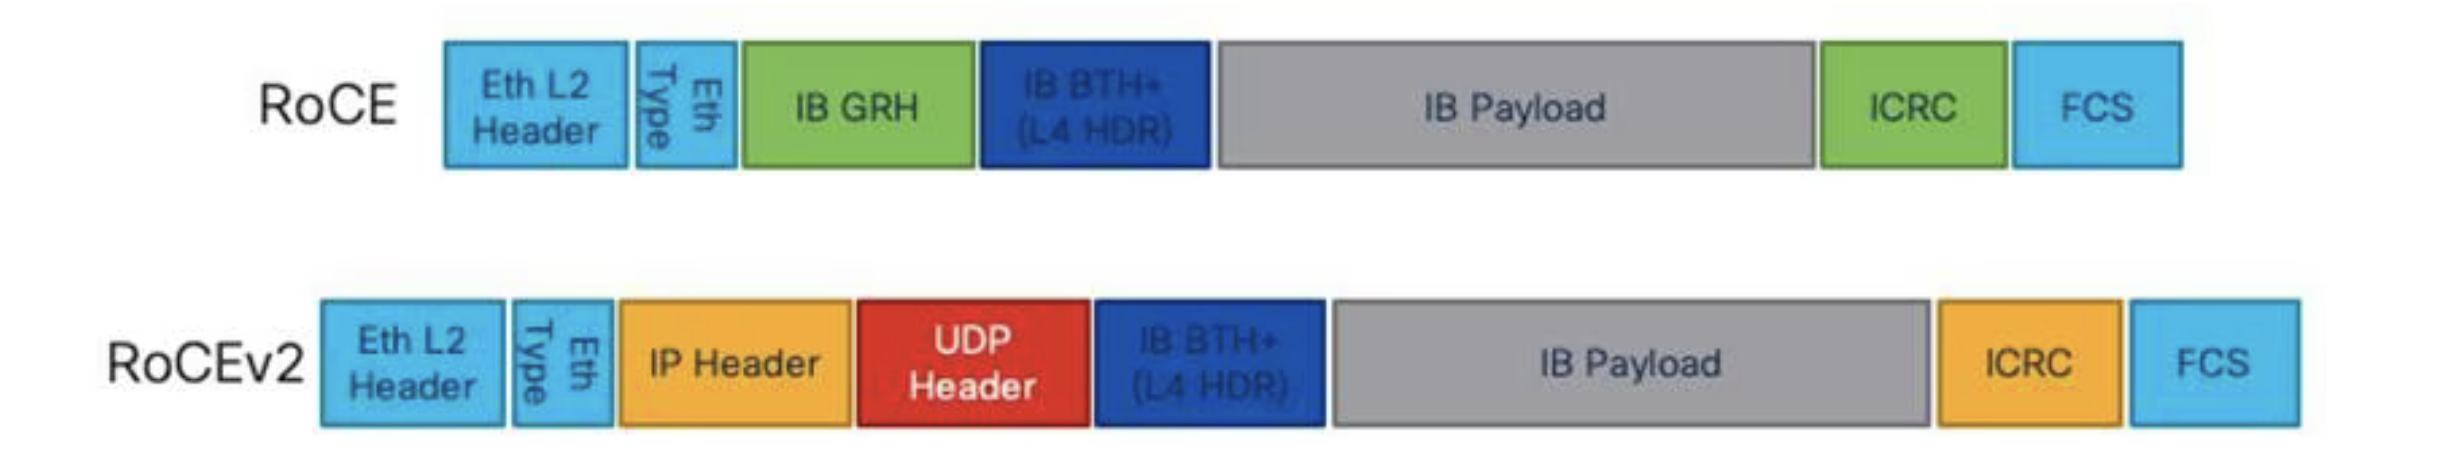 RoCE
Eth L2
Header
Eth
Type
IB GRH
IB BTH+
(L4 HDR)
IB Payload
ICRC
FCS
RoCEv2
Eth L2
Header
Eth
Type
IP Header
UDP
Header
IB BTH+
(L4 HDR)
IB Payload
ICRC
FCS